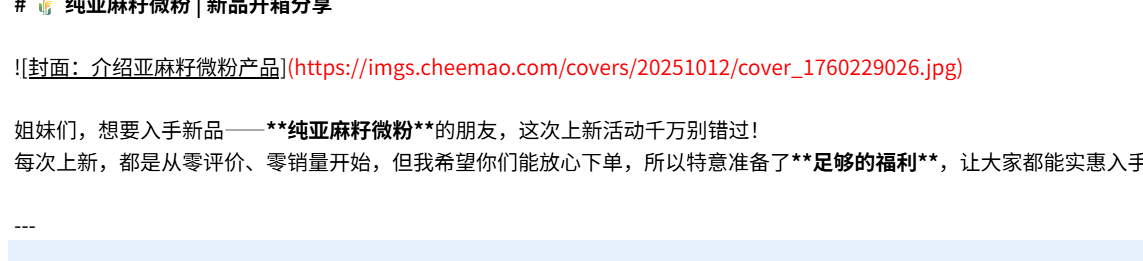 # 🌾 纯亚麻籽微粉 | 新品开箱分享
![封面：介绍亚麻籽微粉产品](https://imgs.cheemao.com/covers/20251012/cover_1760229026.jpg)
姐妹们，想要入手新品——**纯亚麻籽微粉**的朋友，这次上新活动千万别错过！
每次上新，都是从零评价、零销量开始，但我希望你们能放心下单，所以特意准备了**足够的福利**，让大家都能实惠入手
---